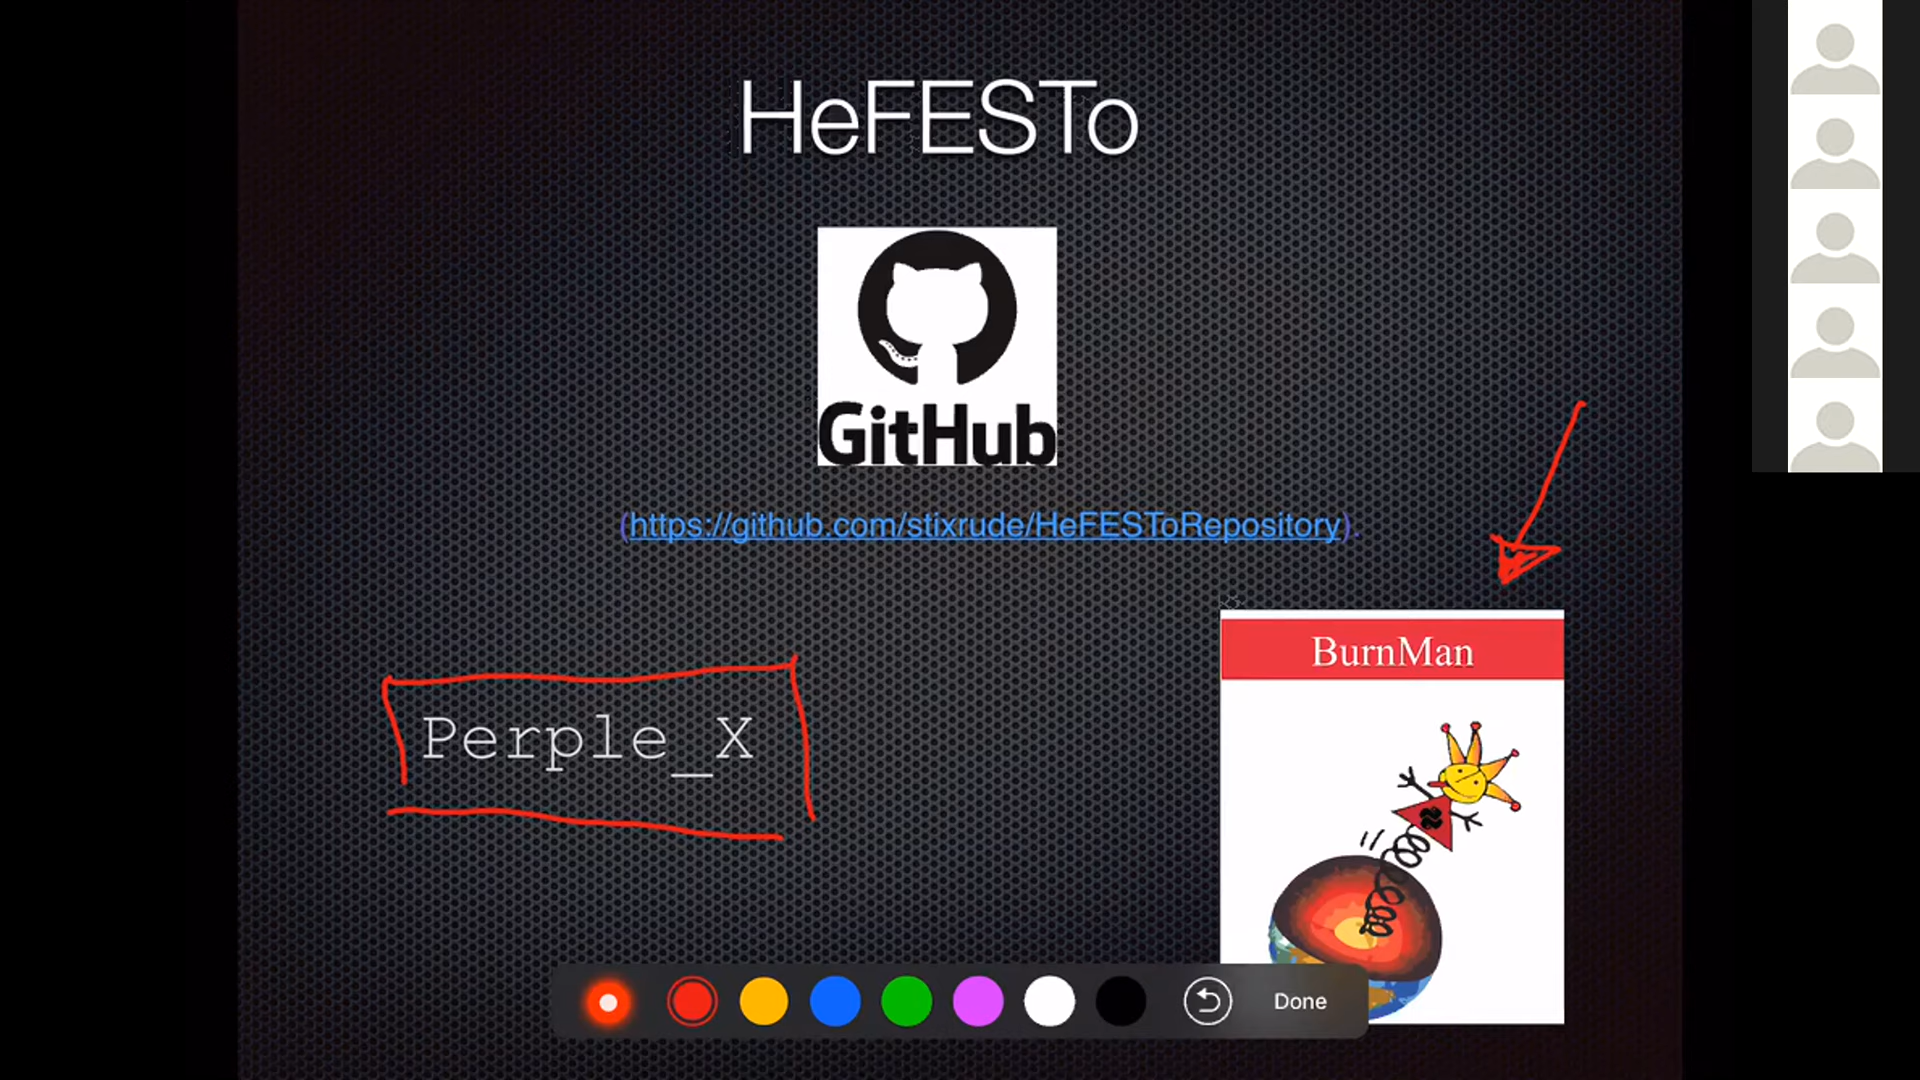 HeFESTo
GitHub
(https://github.com/stixrude/HeFESToRepository).
BurnMan
Perple_X
Done